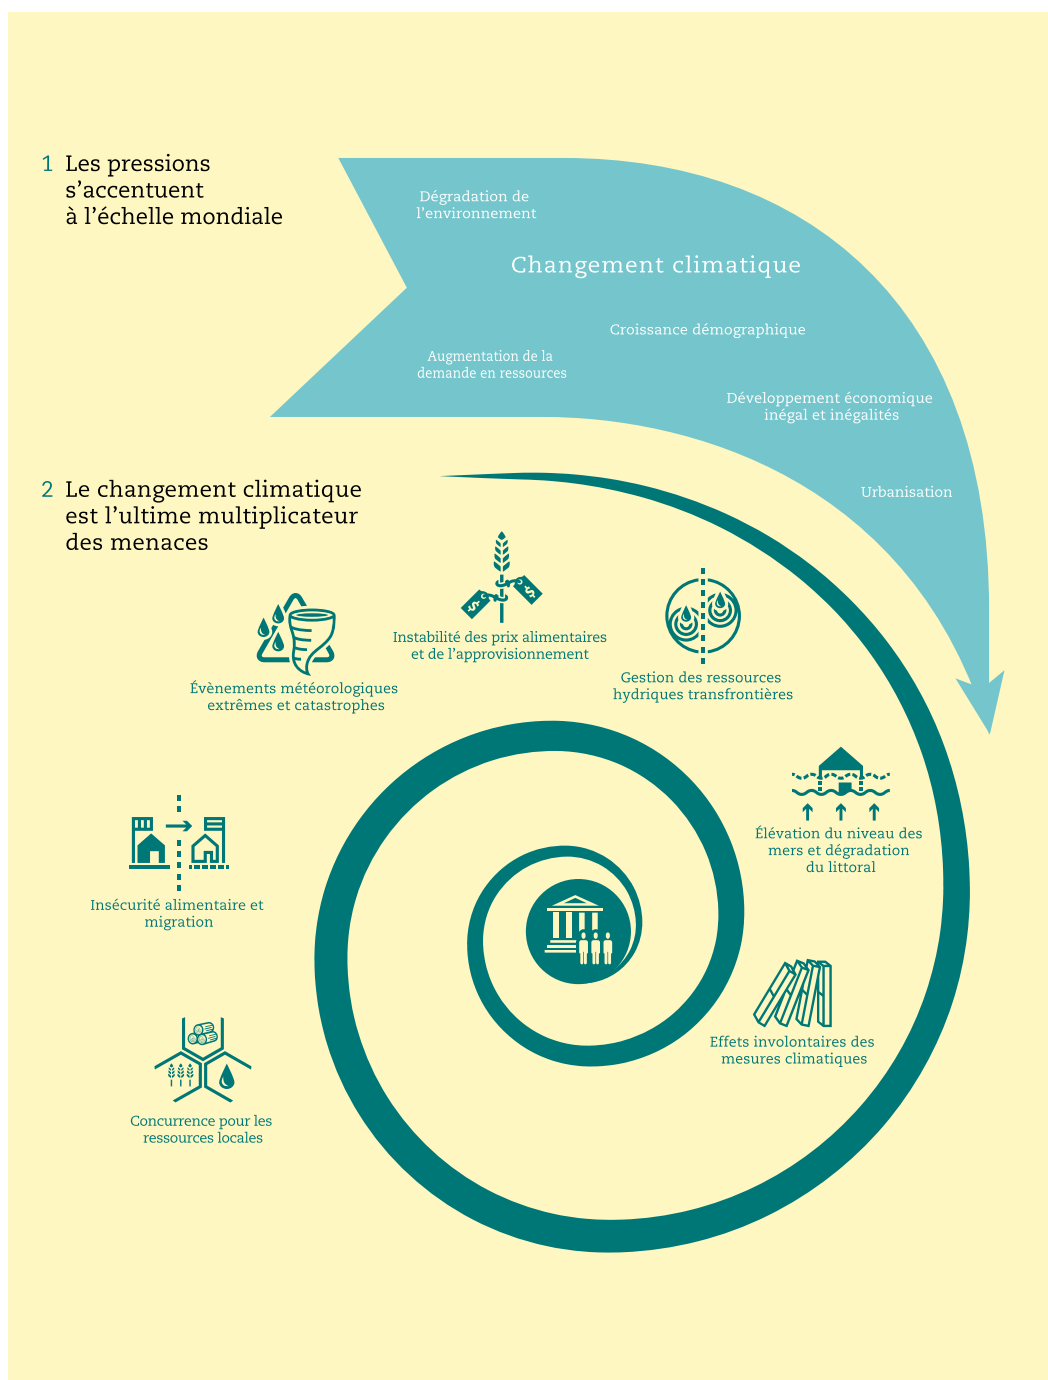 1 Les pressions
s’accentuent
à l’échelle mondiale
Dégradation de
l’environnement
Changement climatique
Croissance démographique
Augmentation de la
demande en ressources
Développement économique
inégal et inégalités
Urbanisation
2 Le changement climatique
est l’ultime multiplicateur
des menaces
Instabilité des prix alimentaires
et de l’approvisionnement
Gestion des ressources
hydriques transfrontières
Évènements météorologiques
extrêmes et catastrophes
Élévation du niveau des
mers et dégradation
du littoral
Insécurité alimentaire et
migration
Effets involontaires des
mesures climatiques
Concurrence pour les
ressources locales